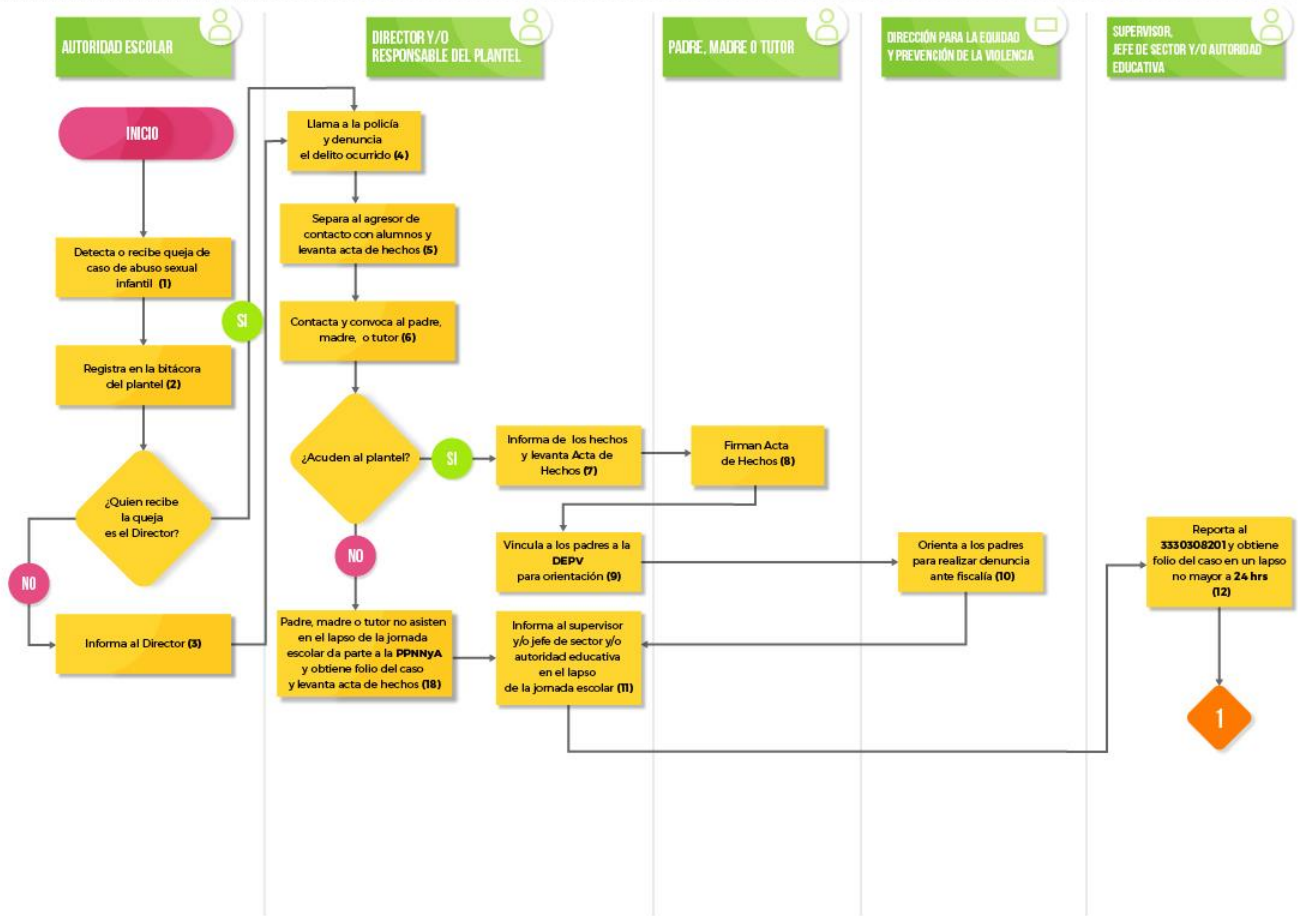 AUTORIDAD ESCOLAR
DIRECTOR Y/O
RESPONSABLE DEL PLANTEL
PADRE, MADRE O TUTOR
DIRECCIÓN PARA LA EQUIDAD
Y PREVENCIÓN DE LA VIOLENCIA
SUPERVISOR,
JEFE DE SECTOR Y/O AUTORIDAD
EDUCATIVA
INICIO
Detecta o recibe queja de
caso de abuso sexual
infantil (1)
Registra en la bitácora
del plantel (2)
¿Quien recibe
la queja
es el Director?
SI
NO
Informa al Director (3)
Llama a la policía
y denuncia
el delito ocurrido (4)
Separa al agresor de
contacto con alumnos y
levanta acta de hechos (5)
Contacta y convoca al padre,
madre, o tutor (6)
¿Acuden al plantel?
SI
NO
Informa de los hechos
y levanta Acta de
Hechos (7)
Firman Acta
de Hechos (8)
Vincula a los padres a la
DEPV
para orientación (9)
Orienta a los padres
para realizar denuncia
ante fiscalía (10)
Padre, madre o tutor no asisten
en el lapso de la jornada
escolar da parte a la PPNNyA
y obtiene folio del caso
y levanta acta de hechos (18)
Informa al supervisor
y/o jefe de sector y/o
autoridad educativa
en el lapso
de la jornada escolar (11)
Reporta al
3330308201 y obtiene
folio del caso en un lapso
no mayor a 24 hrs
(12)
1